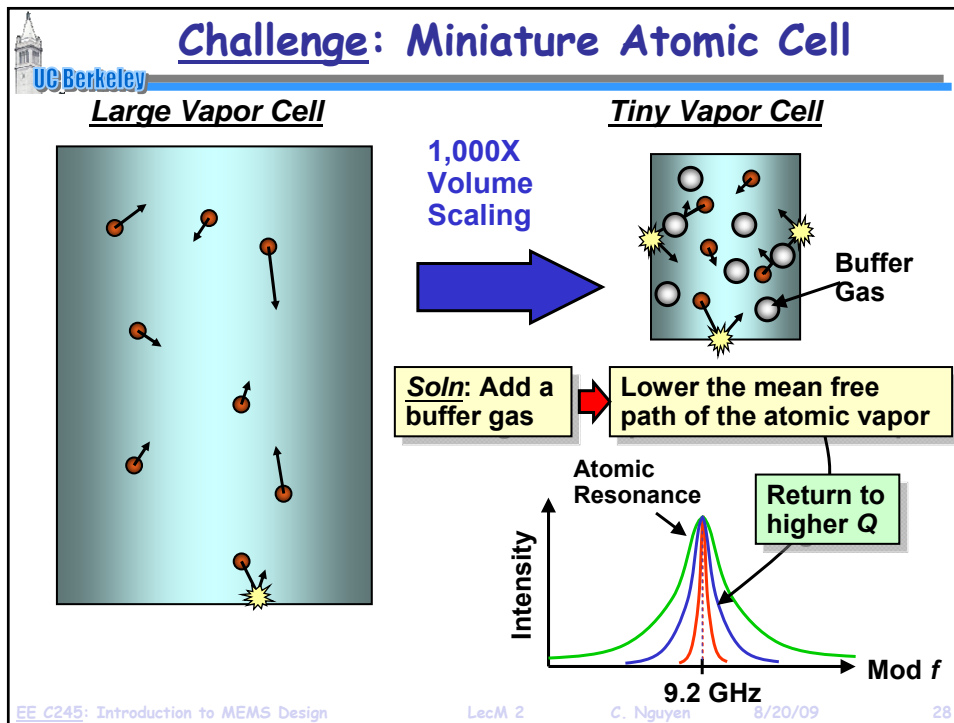 Challenge: Miniature Atomic Cell
UC Berkeley
Large Vapor Cell
Tiny Vapor Cell
1,000X
Volume
Scaling
Buffer
Gas
Soln: Add a
buffer gas
Lower the mean free
path of the atomic vapor
Atomic
Resonance
Return to
higher Q
Intensity
Mod f
9.2 GHz
EE C245: Introduction to MEMS Design LecM 2 C. Nguyen 8/20/09 28